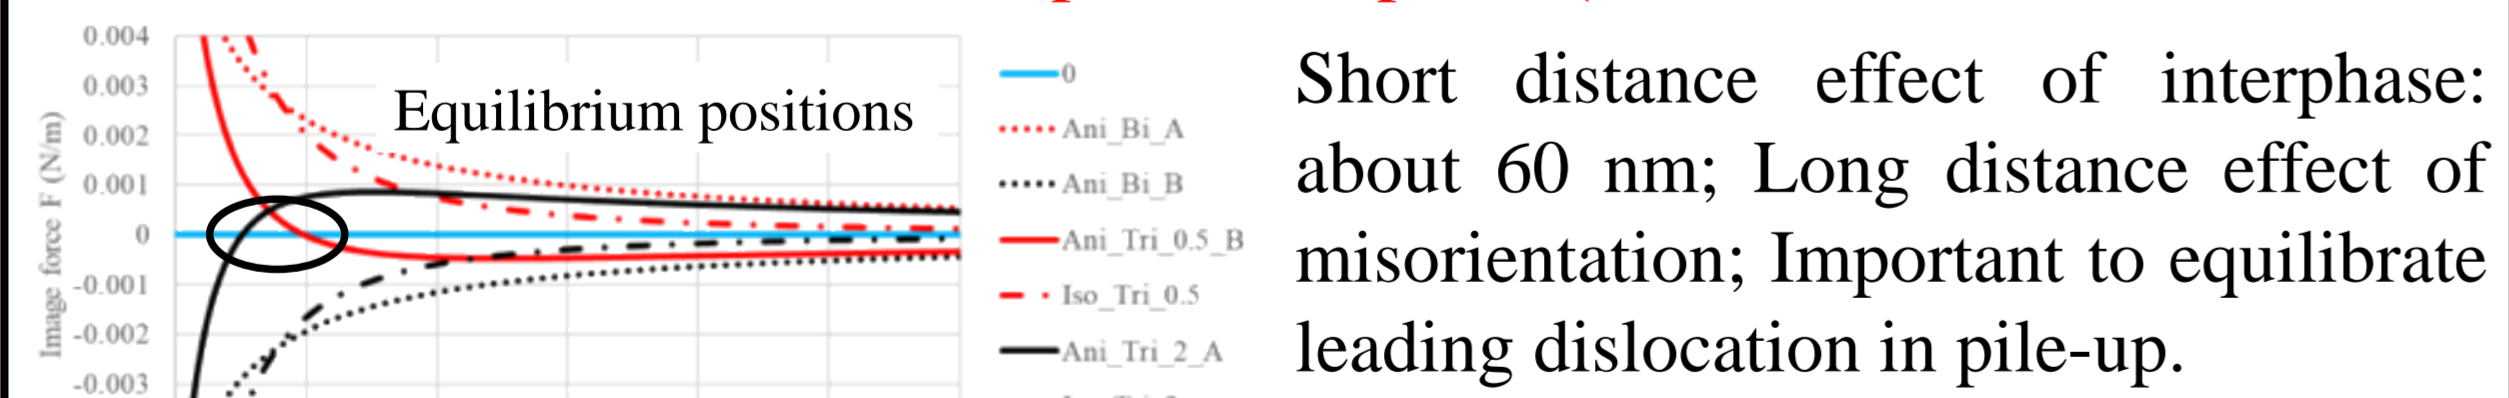 0.004
0.003
0.002
0.001
0
-0.001
-0.002
-0.003
Image force F (N/m)
Equilibrium positions
0
Ani_Bi_A
Ani_Bi_B
Ani_Tri_0.5_B
Iso_Tri_0.5
Ani_Tri_2_A
Short distance effect of interphase:
about 60 nm; Long distance effect of
misorientation; Important to equilibrate
leading dislocation in pile-up.